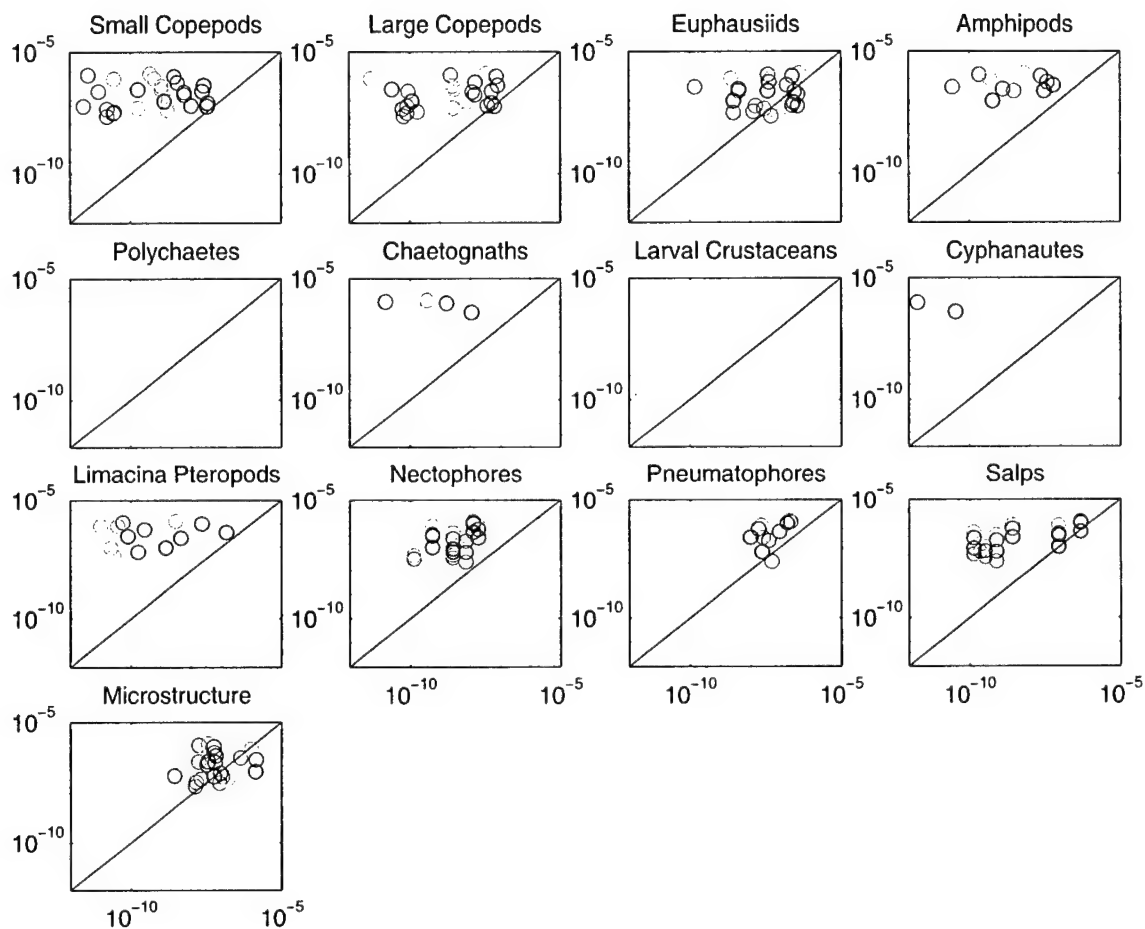 Small Copepods Large Copepods Euphausiids Amphipods
10^-5 10^-5 10^-5 10^-5
10^-10 10^-10 10^-10 10^-10
Polychaetes Chaetognaths Larval Crustaceans Cyphanautes
10^-5 10^-5 10^-5 10^-5
10^-10 10^-10 10^-10 10^-10
Limacina Pteropods Nectophores Pneumatophores Salps
10^-5 10^-5 10^-5 10^-5
10^-10 10^-10 10^-10 10^-10
10^-10 10^-5 10^-10 10^-5 10^-10 10^-5
Microstructure
10^-5
10^-10
10^-10 10^-5